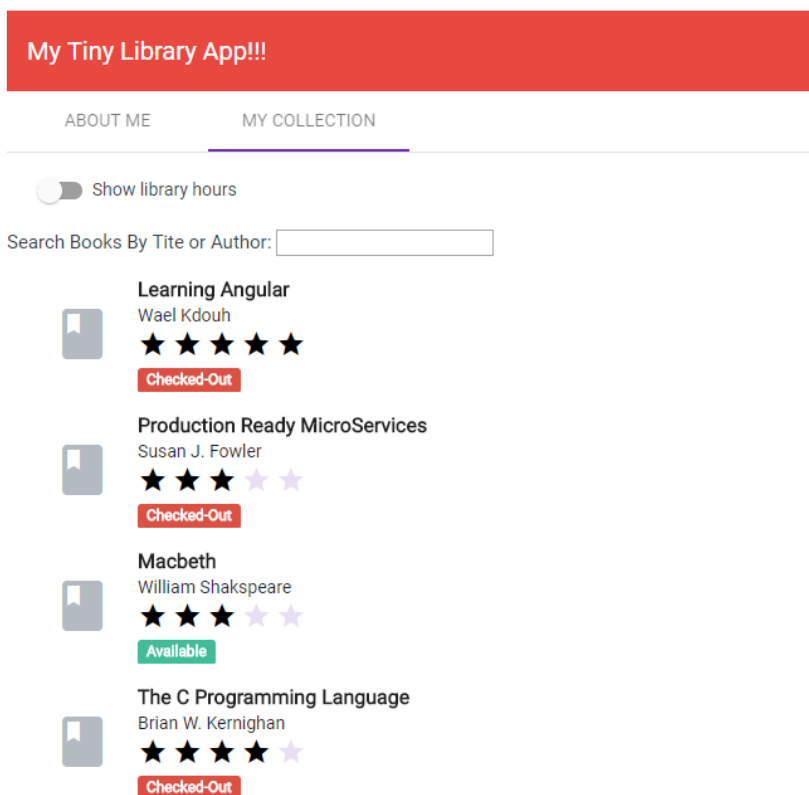 My Tiny Library App!!!
ABOUT ME MY COLLECTION
Show library hours
Search Books By Tite or Author:
Learning Angular
Wael Kdouh
Checked-Out
Production Ready MicroServices
Susan J. Fowler
Checked-Out
Macbeth
William Shakspeare
Available
The C Programming Language
Brian W. Kernighan
Checked-Out